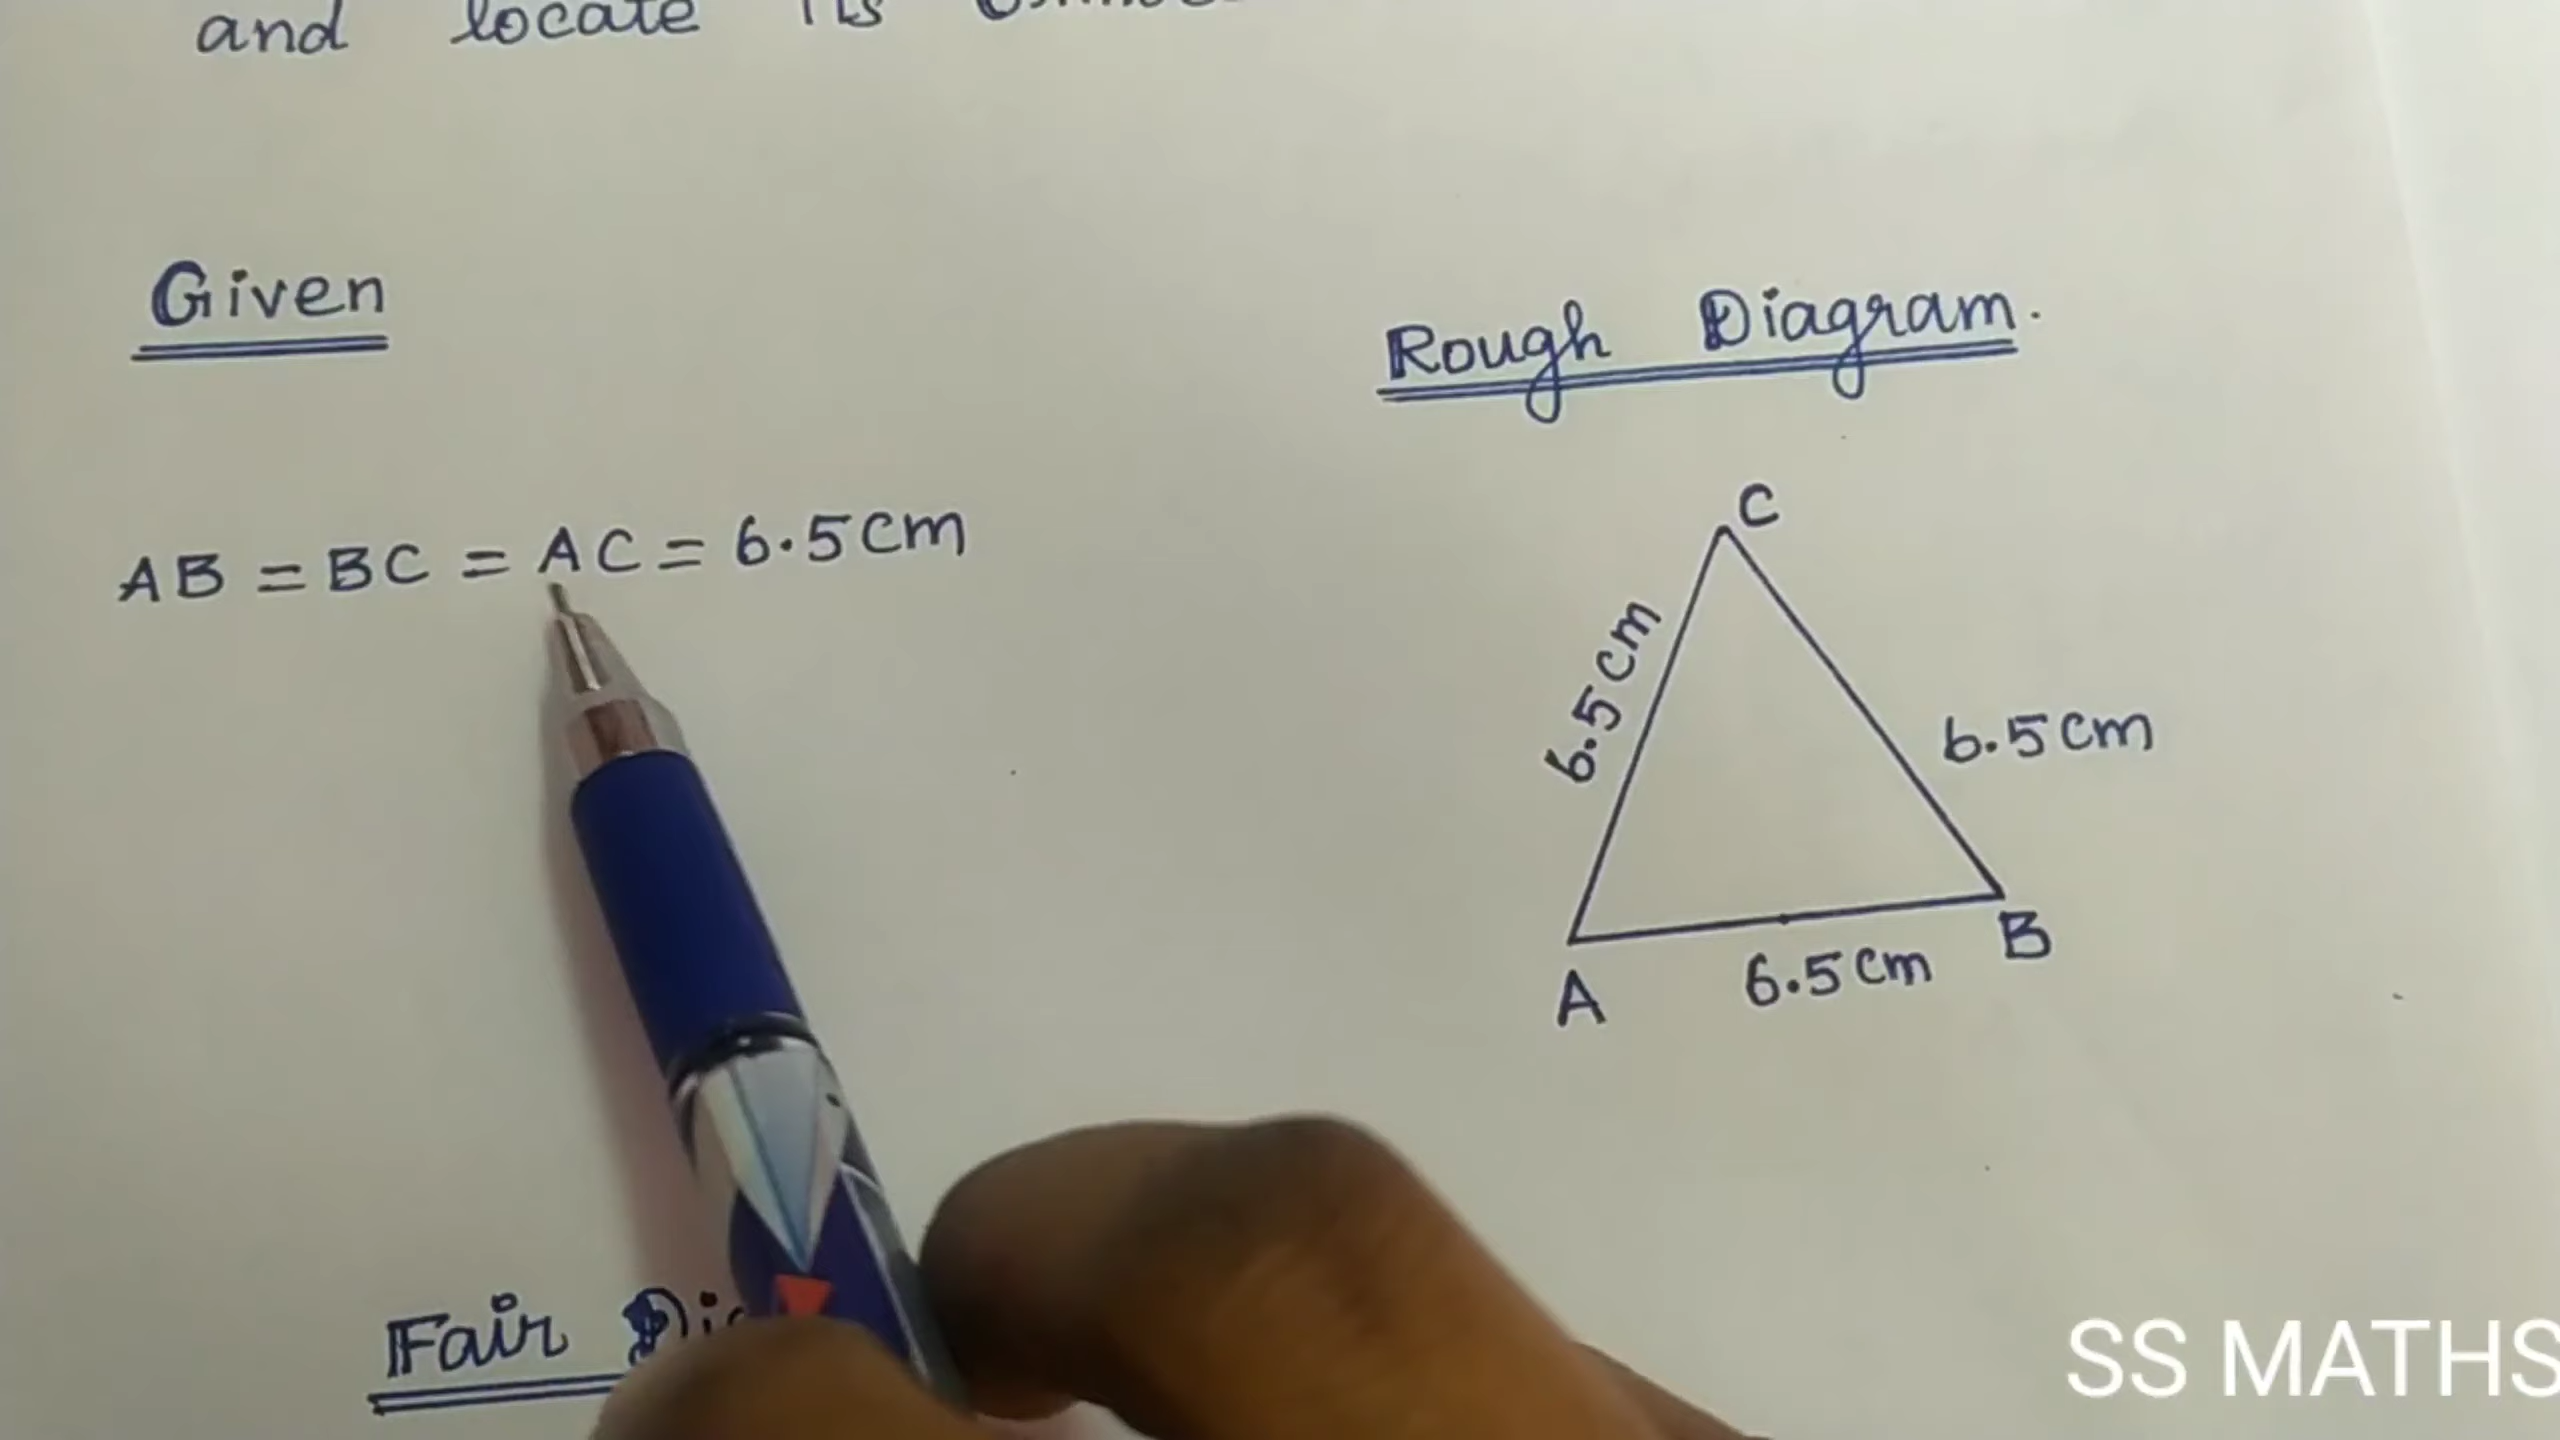 and locate its
Given
Rough Diagram.
AB = BC = AC = 6.5cm
C
6.5cm
6.5cm
A
6.5cm
B
Fair
SS MATHS